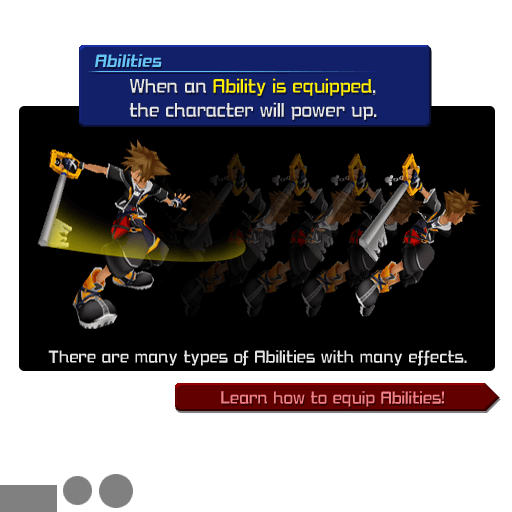 Abilities
When an Ability is equipped,
the character will power up.
There are many types of Abilities with many effects.
Learn how to equip Abilities!